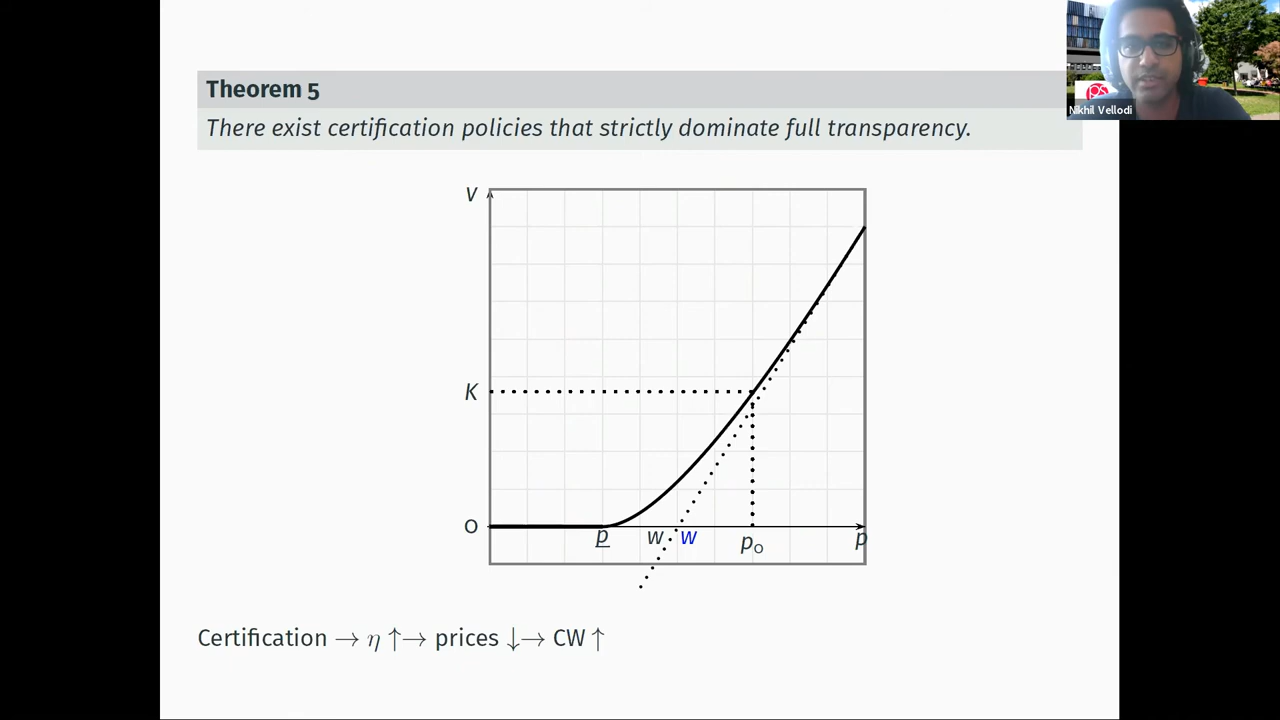 Theorem 5
There exist certification policies that strictly dominate full transparency.
Nikhil Vellodi
V
K
0
p
w
w
p₀
p
Certification → η ↑→ prices ↓→ CW ↑